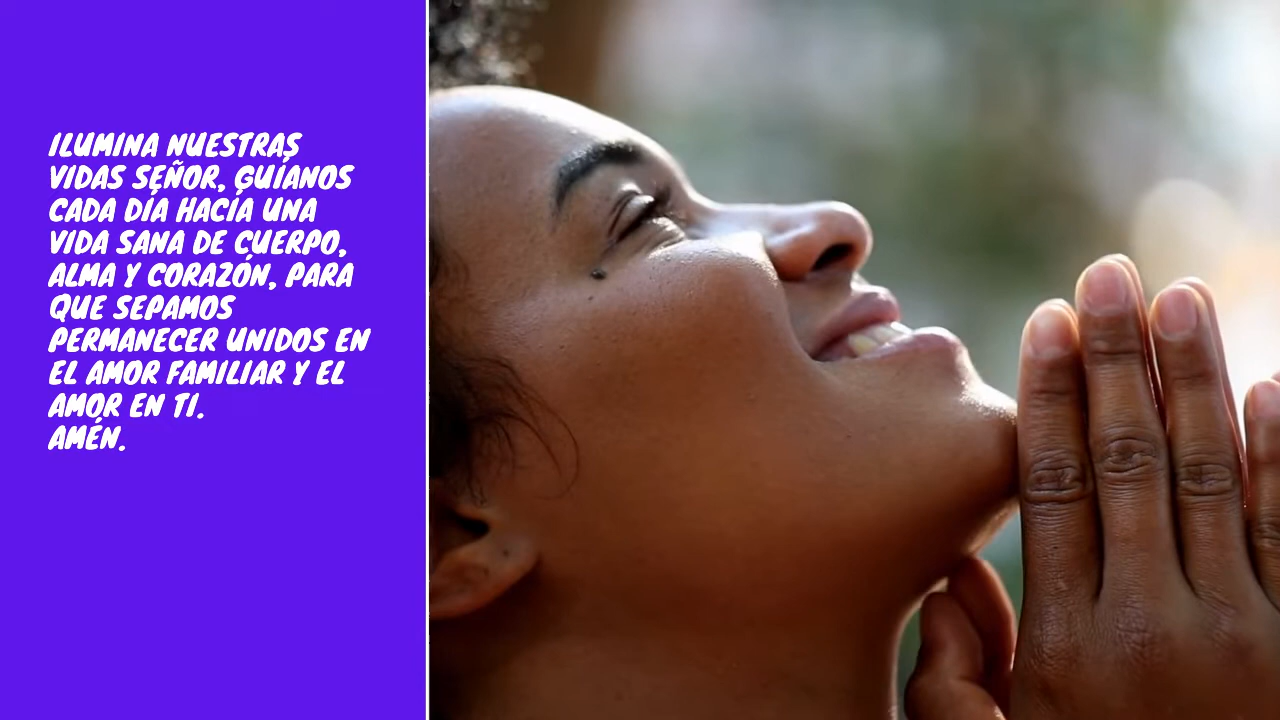 ILUMINA NUESTRAS
VIDAS SEÑOR, GUÍANOS
CADA DÍA HACÍA UNA
VIDA SANA DE CUERPO,
ALMA Y CORAZÓN, PARA
QUE SEPAMOS
PERMANECER UNIDOS EN
EL AMOR FAMILIAR Y EL
AMOR EN TI.
AMÉN.